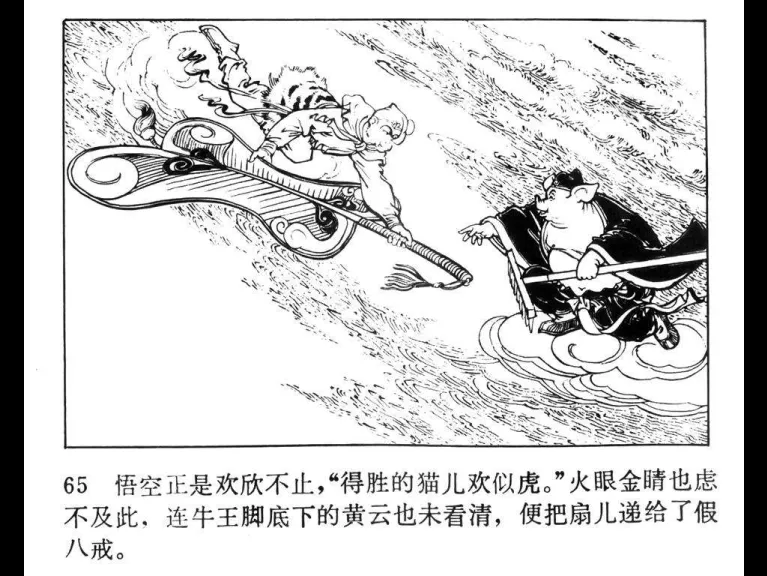 65 悟空正是欢欣不止，“得胜的猫儿欢似虎。”火眼金睛也虑
不及此，连牛王脚底下的黄云也未看清，便把扇儿递给了假
八戒。